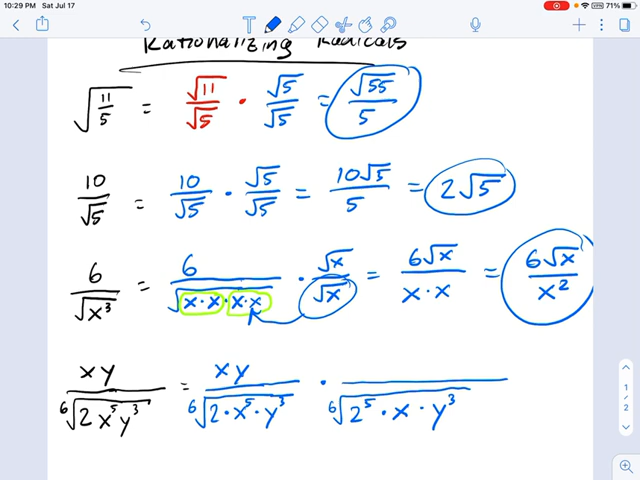 10:29 PM Sat Jul 17 71%
Rationalizing Radicals
√(11/5) = √11/√5 · √5/√5 = √55/5
10/√5 = 10/√5 · √5/√5 = 10√5/5 = 2√5
6/√x³ = 6/√(x·x·x·x) · √x/√x = 6√x/x·x = 6√x/x²
xy/⁶√(2x⁵y³) = xy/⁶√(2·x⁵·y³) · /⁶√(2⁵·x·y³)
1/2